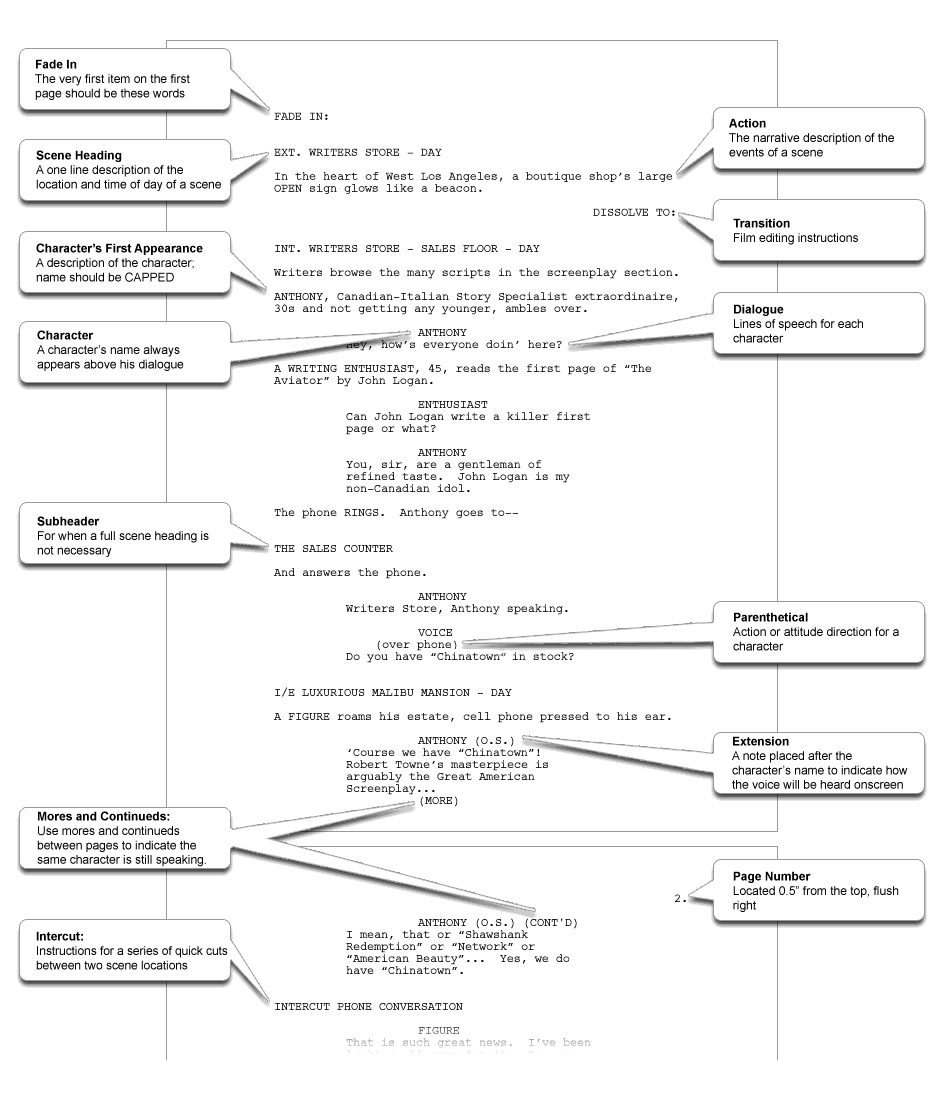 Fade In
The very first item on the first
page should be these words
FADE IN:
Action
The narrative description of the
events of a scene
Scene Heading
A one line description of the
location and time of day of a scene
EXT. WRITERS STORE - DAY
In the heart of West Los Angeles, a boutique shop's large
OPEN sign glows like a beacon.
DISSOLVE TO:
Transition
Film editing instructions
Character's First Appearance
A description of the character;
name should be CAPPED
INT. WRITERS STORE - SALES FLOOR - DAY
Writers browse the many scripts in the screenplay section.
ANTHONY, Canadian-Italian Story Specialist extraordinaire,
30s and not getting any younger, ambles over.
Dialogue
Lines of speech for each
character
Character
A character's name always
appears above his dialogue
ANTHONY
Hey, how's everyone doin' here?
A WRITING ENTHUSIAST, 45, reads the first page of “The
Aviator” by John Logan.
ENTHUSIAST
Can John Logan write a killer first
page or what?
ANTHONY
You, sir, are a gentleman of
refined taste.  John Logan is my
non-Canadian idol.
The phone RINGS.  Anthony goes to--
Subheader
For when a full scene heading is
not necessary
THE SALES COUNTER
And answers the phone.
ANTHONY
Writers Store, Anthony speaking.
Parenthetical
Action or attitude direction for a
character
VOICE
(over phone)
Do you have “Chinatown” in stock?
I/E LUXURIOUS MALIBU MANSION - DAY
A FIGURE roams his estate, cell phone pressed to his ear.
Extension
A note placed after the
character's name to indicate how
the voice will be heard onscreen
ANTHONY (O.S.)
‘Course we have “Chinatown”!
Robert Towne's masterpiece is
arguably the Great American
Screenplay...
(MORE)
Mores and Continueds:
Use mores and continueds
between pages to indicate the
same character is still speaking.
Page Number
Located 0.5" from the top, flush
right
2.
ANTHONY (O.S.) (CONT'D)
I mean, that or “Shawshank
Redemption” or “Network” or
“American Beauty”...  Yes, we do
have “Chinatown”.
Intercut:
Instructions for a series of quick cuts
between two scene locations
INTERCUT PHONE CONVERSATION
FIGURE
That is such great news.  I've been